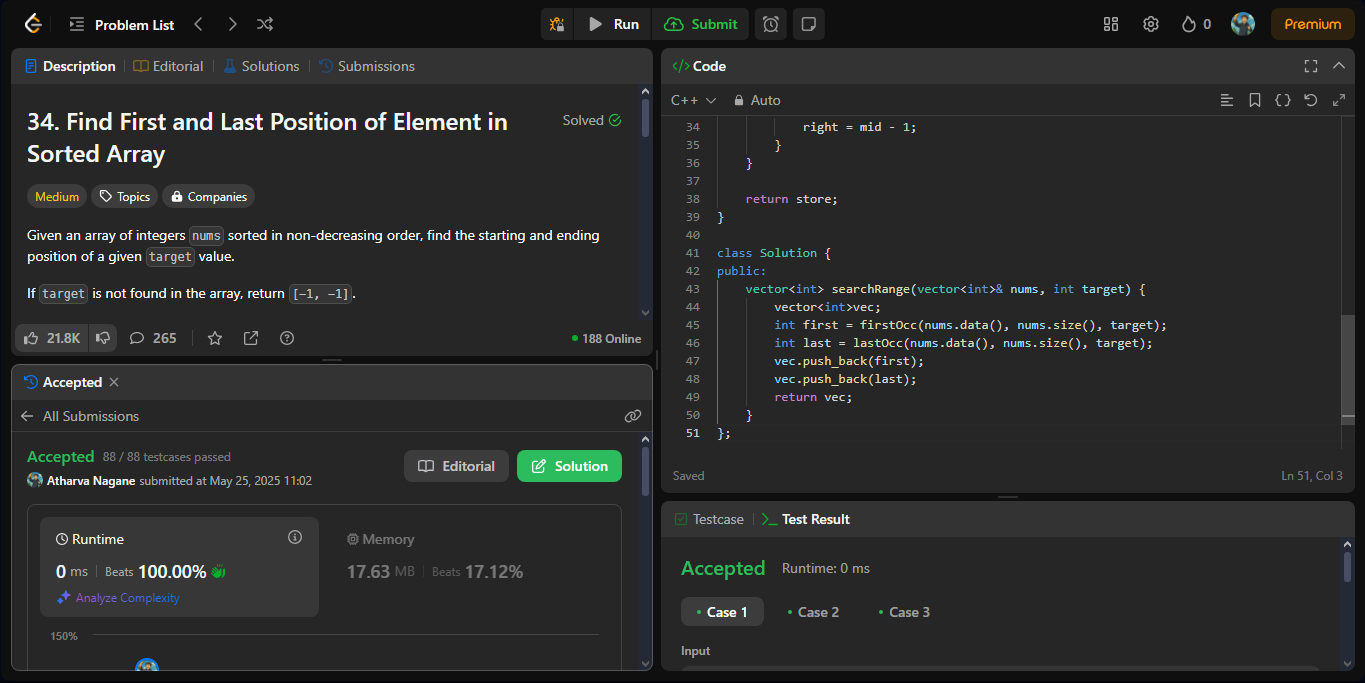 Problem List
Run
Submit
0
Premium
Description
Editorial
Solutions
Submissions
34. Find First and Last Position of Element in
Sorted Array
Solved
Medium
Topics
Companies
Given an array of integers nums sorted in non-decreasing order, find the starting and ending
position of a given target value.
If target is not found in the array, return [-1, -1].
21.8K
265
188 Online
Accepted
All Submissions
Accepted 88 / 88 testcases passed
Atharva Nagane submitted at May 25, 2025 11:02
Editorial
Solution
Runtime
0 ms Beats 100.00%
Analyze Complexity
Memory
17.63 MB Beats 17.12%
150%
</> Code
C++
Auto
34 right = mid - 1;
35 }
36 }
37
38 return store;
39 }
40
41 class Solution {
42 public:
43 vector<int> searchRange(vector<int>& nums, int target) {
44 vector<int>vec;
45 int first = firstOcc(nums.data(), nums.size(), target);
46 int last = lastOcc(nums.data(), nums.size(), target);
47 vec.push_back(first);
48 vec.push_back(last);
49 return vec;
50 }
51 };
Saved
Ln 51, Col 3
Testcase
>_ Test Result
Accepted Runtime: 0 ms
• Case 1
• Case 2
• Case 3
Input